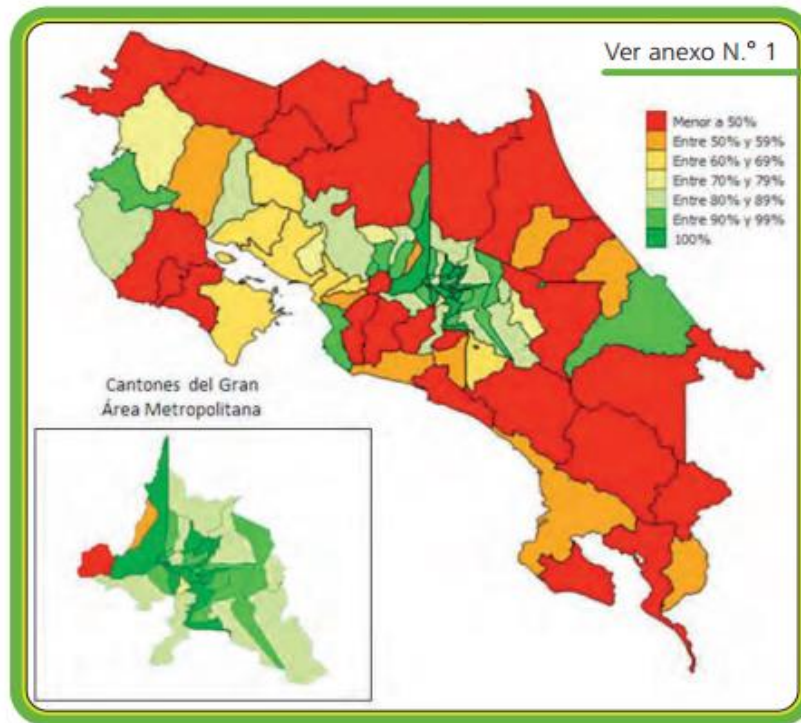 Ver anexo N.° 1
Menor a 50%
Entre 50% y 59%
Entre 60% y 69%
Entre 70% y 79%
Entre 80% y 89%
Entre 90% y 99%
100%
Cantones del Gran
Área Metropolitana